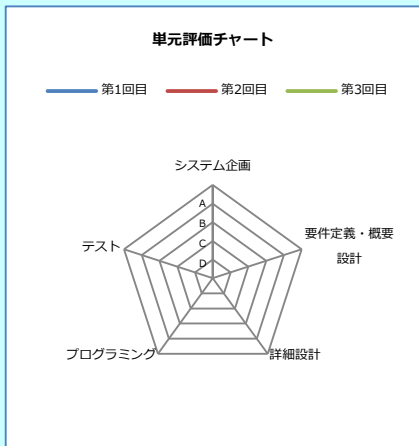 単元評価チャート
第1回目 第2回目 第3回目
システム企画
A
B
C
D
要件定義・概要
設計
テスト
プログラミング
詳細設計